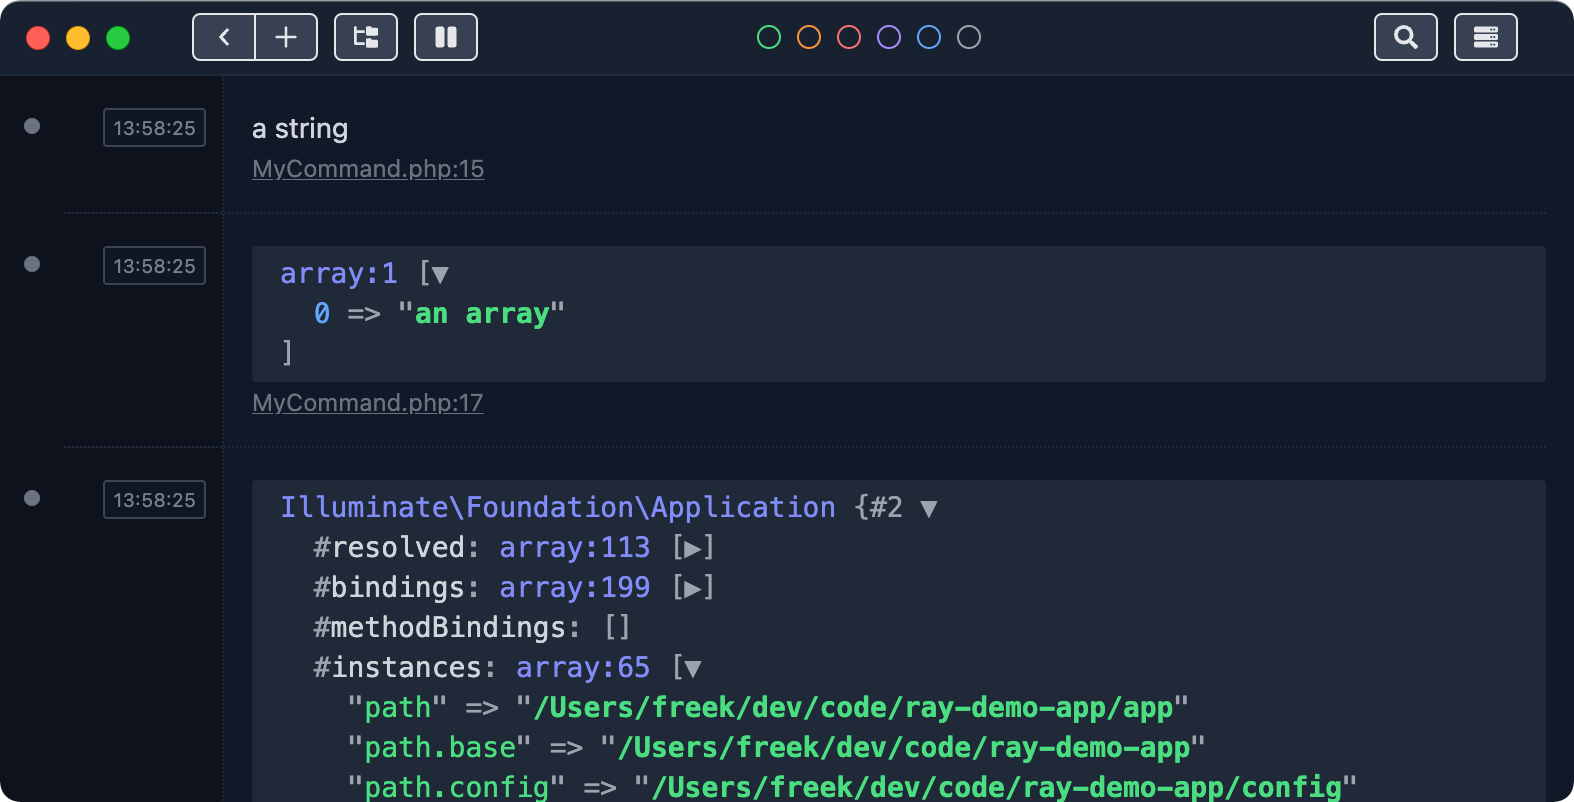 13:58:25
a string
MyCommand.php:15
13:58:25
array:1 [▼
0 => "an array"
]
MyCommand.php:17
13:58:25
Illuminate\Foundation\Application {#2 ▼
#resolved: array:113 [▶]
#bindings: array:199 [▶]
#methodBindings: []
#instances: array:65 [▼
"path" => "/Users/freek/dev/code/ray-demo-app/app"
"path.base" => "/Users/freek/dev/code/ray-demo-app"
"path.config" => "/Users/freek/dev/code/ray-demo-app/config"